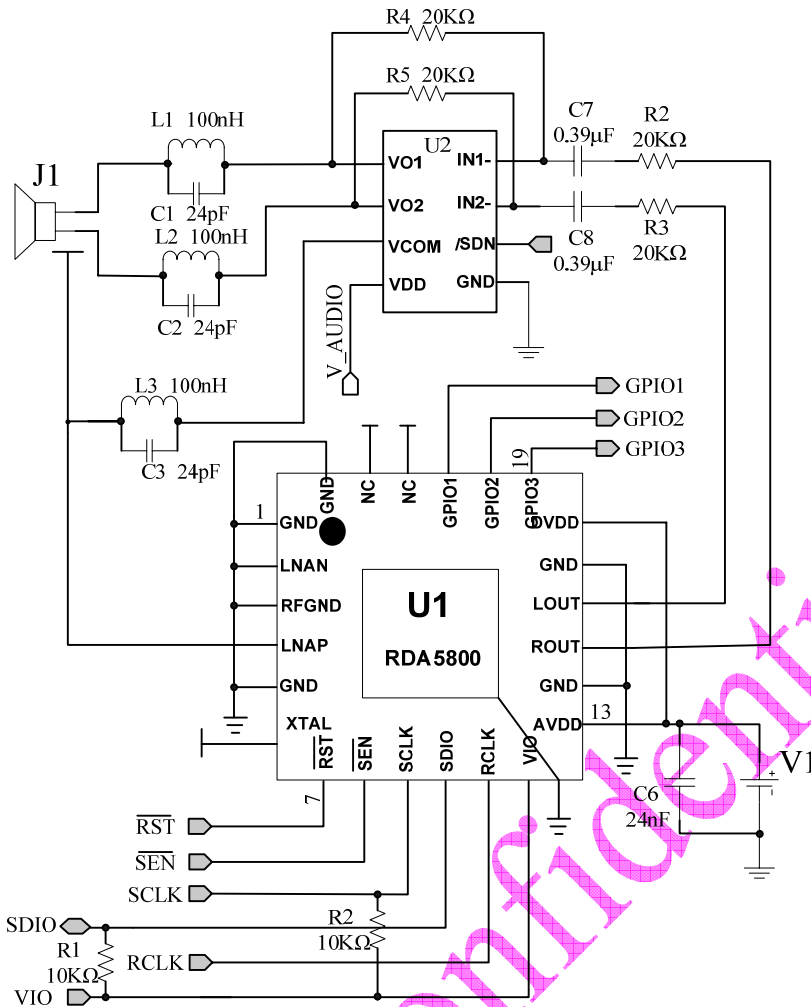 R4 20KΩ
R5 20KΩ
L1 100nH
U2
C7
0.39µF
R2
20KΩ
J1
VO1
IN1-
C1 24pF
VO2
IN2-
L2 100nH
VCOM
/SDN
C8
0.39µF
R3
20KΩ
VDD
GND
C2 24pF
V_AUDIO
L3 100nH
GPIO1
GPIO2
GPIO3
C3 24pF
19
GND
NC
NC
GPIO1
GPIO2
GPIO3
1
GND
DVDD
LNAN
GND
RFGND
U1
LOUT
LNAP
RDA5800
ROUT
GND
GND
XTAL
AVDD
13
RST
SEN
SCLK
SDIO
RCLK
VIO
V1
+
-
C6
24nF
7
RST
SEN
SCLK
SDIO
R2
10KΩ
R1
10KΩ
RCLK
VIO
onfidenti